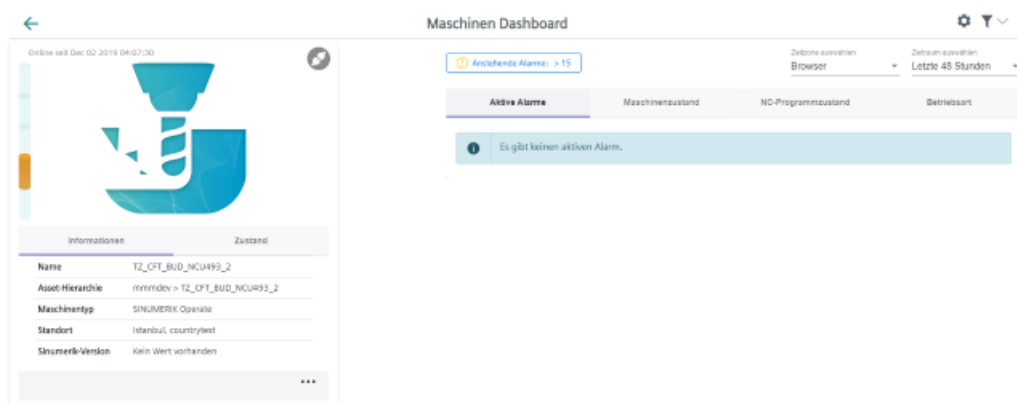 Maschinen Dashboard
Online seit Dec 02 2019 04:07:30
Informationen
Zustand
Name TZ_CFT_BUD_NCU493_2
Asset-Hierarchie mmmdev > TZ_CFT_BUD_NCU493_2
Maschinentyp SINUMERIK Operate
Standort Istanbul, countrytest
Sinumerik-Version Kein Wert vorhanden
Anstehende Alarme: > 15
Zeitzone auswählen
Browser
Zeitraum auswählen
Letzte 48 Stunden
Aktive Alarme
Maschinenzustand
NC-Programmzustand
Betriebsart
Es gibt keinen aktiven Alarm.